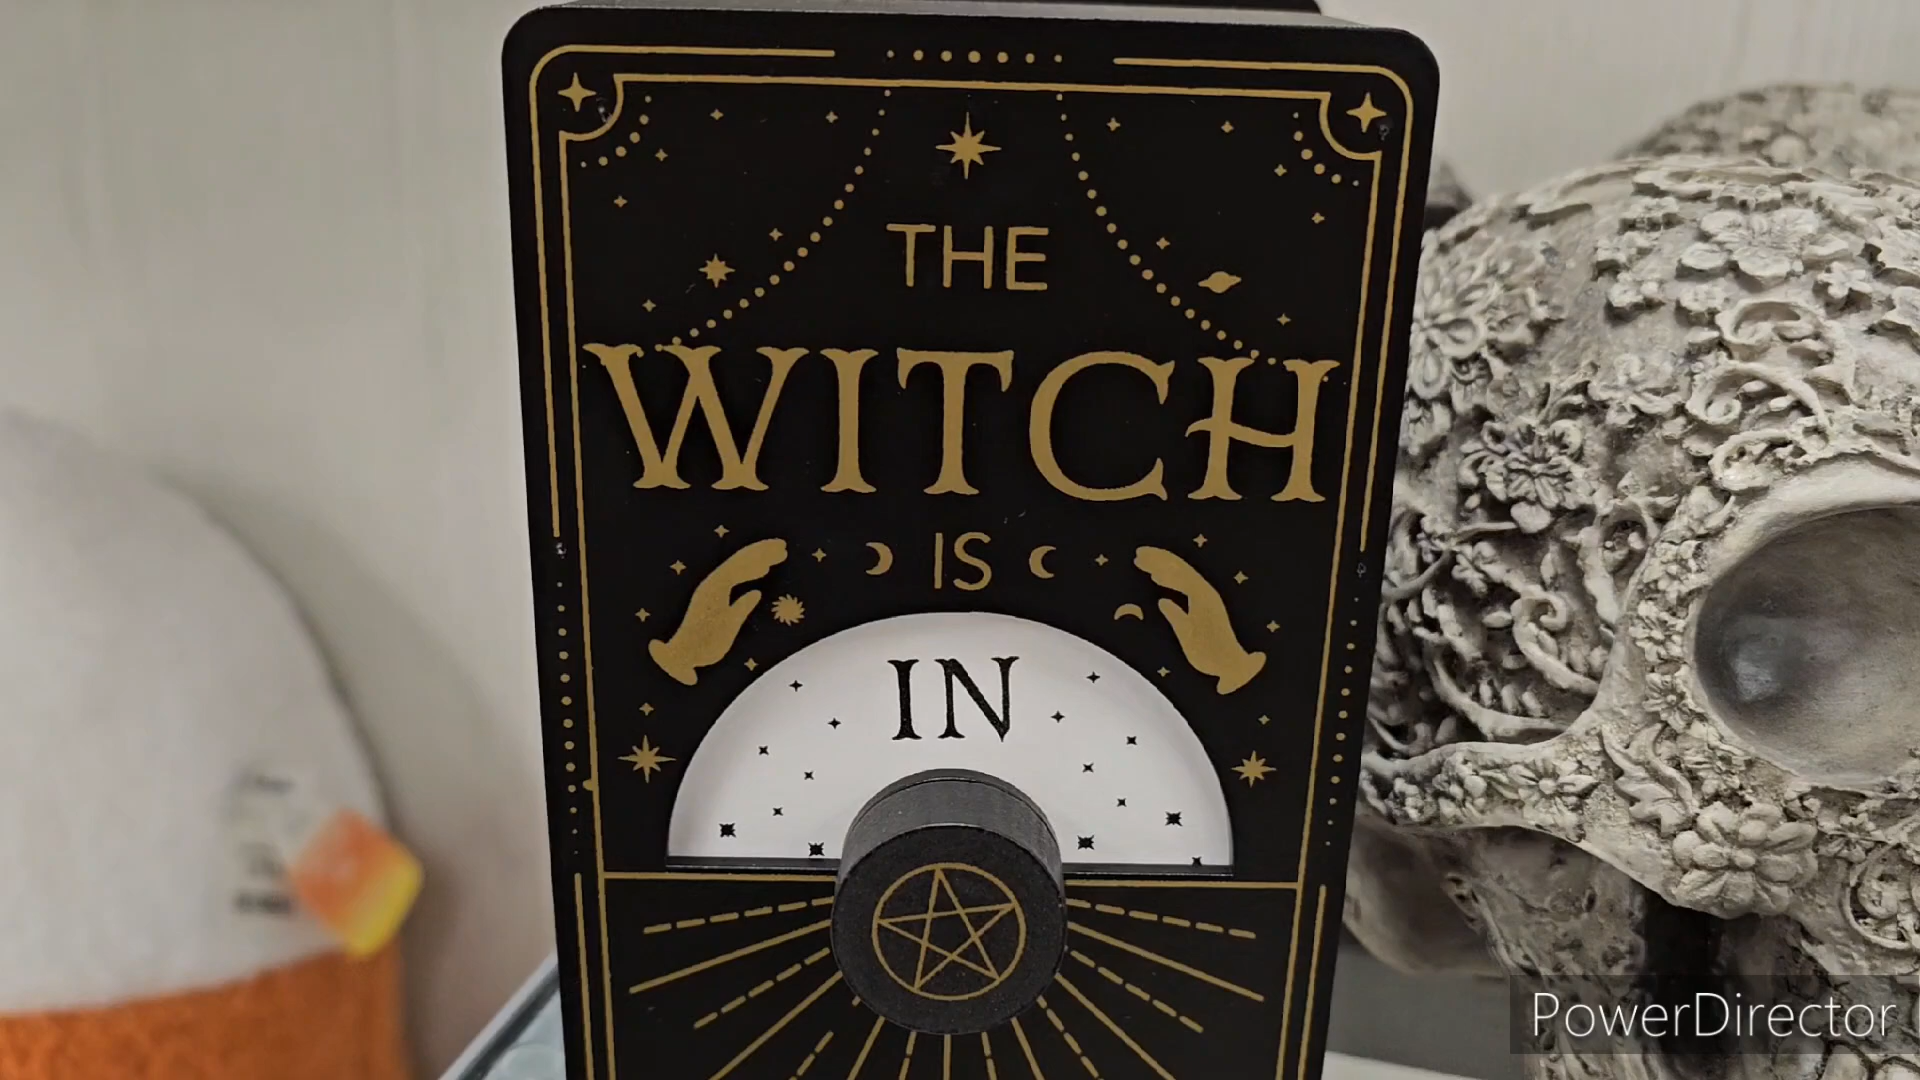 THE
WITCH
IS
IN
PowerDirector